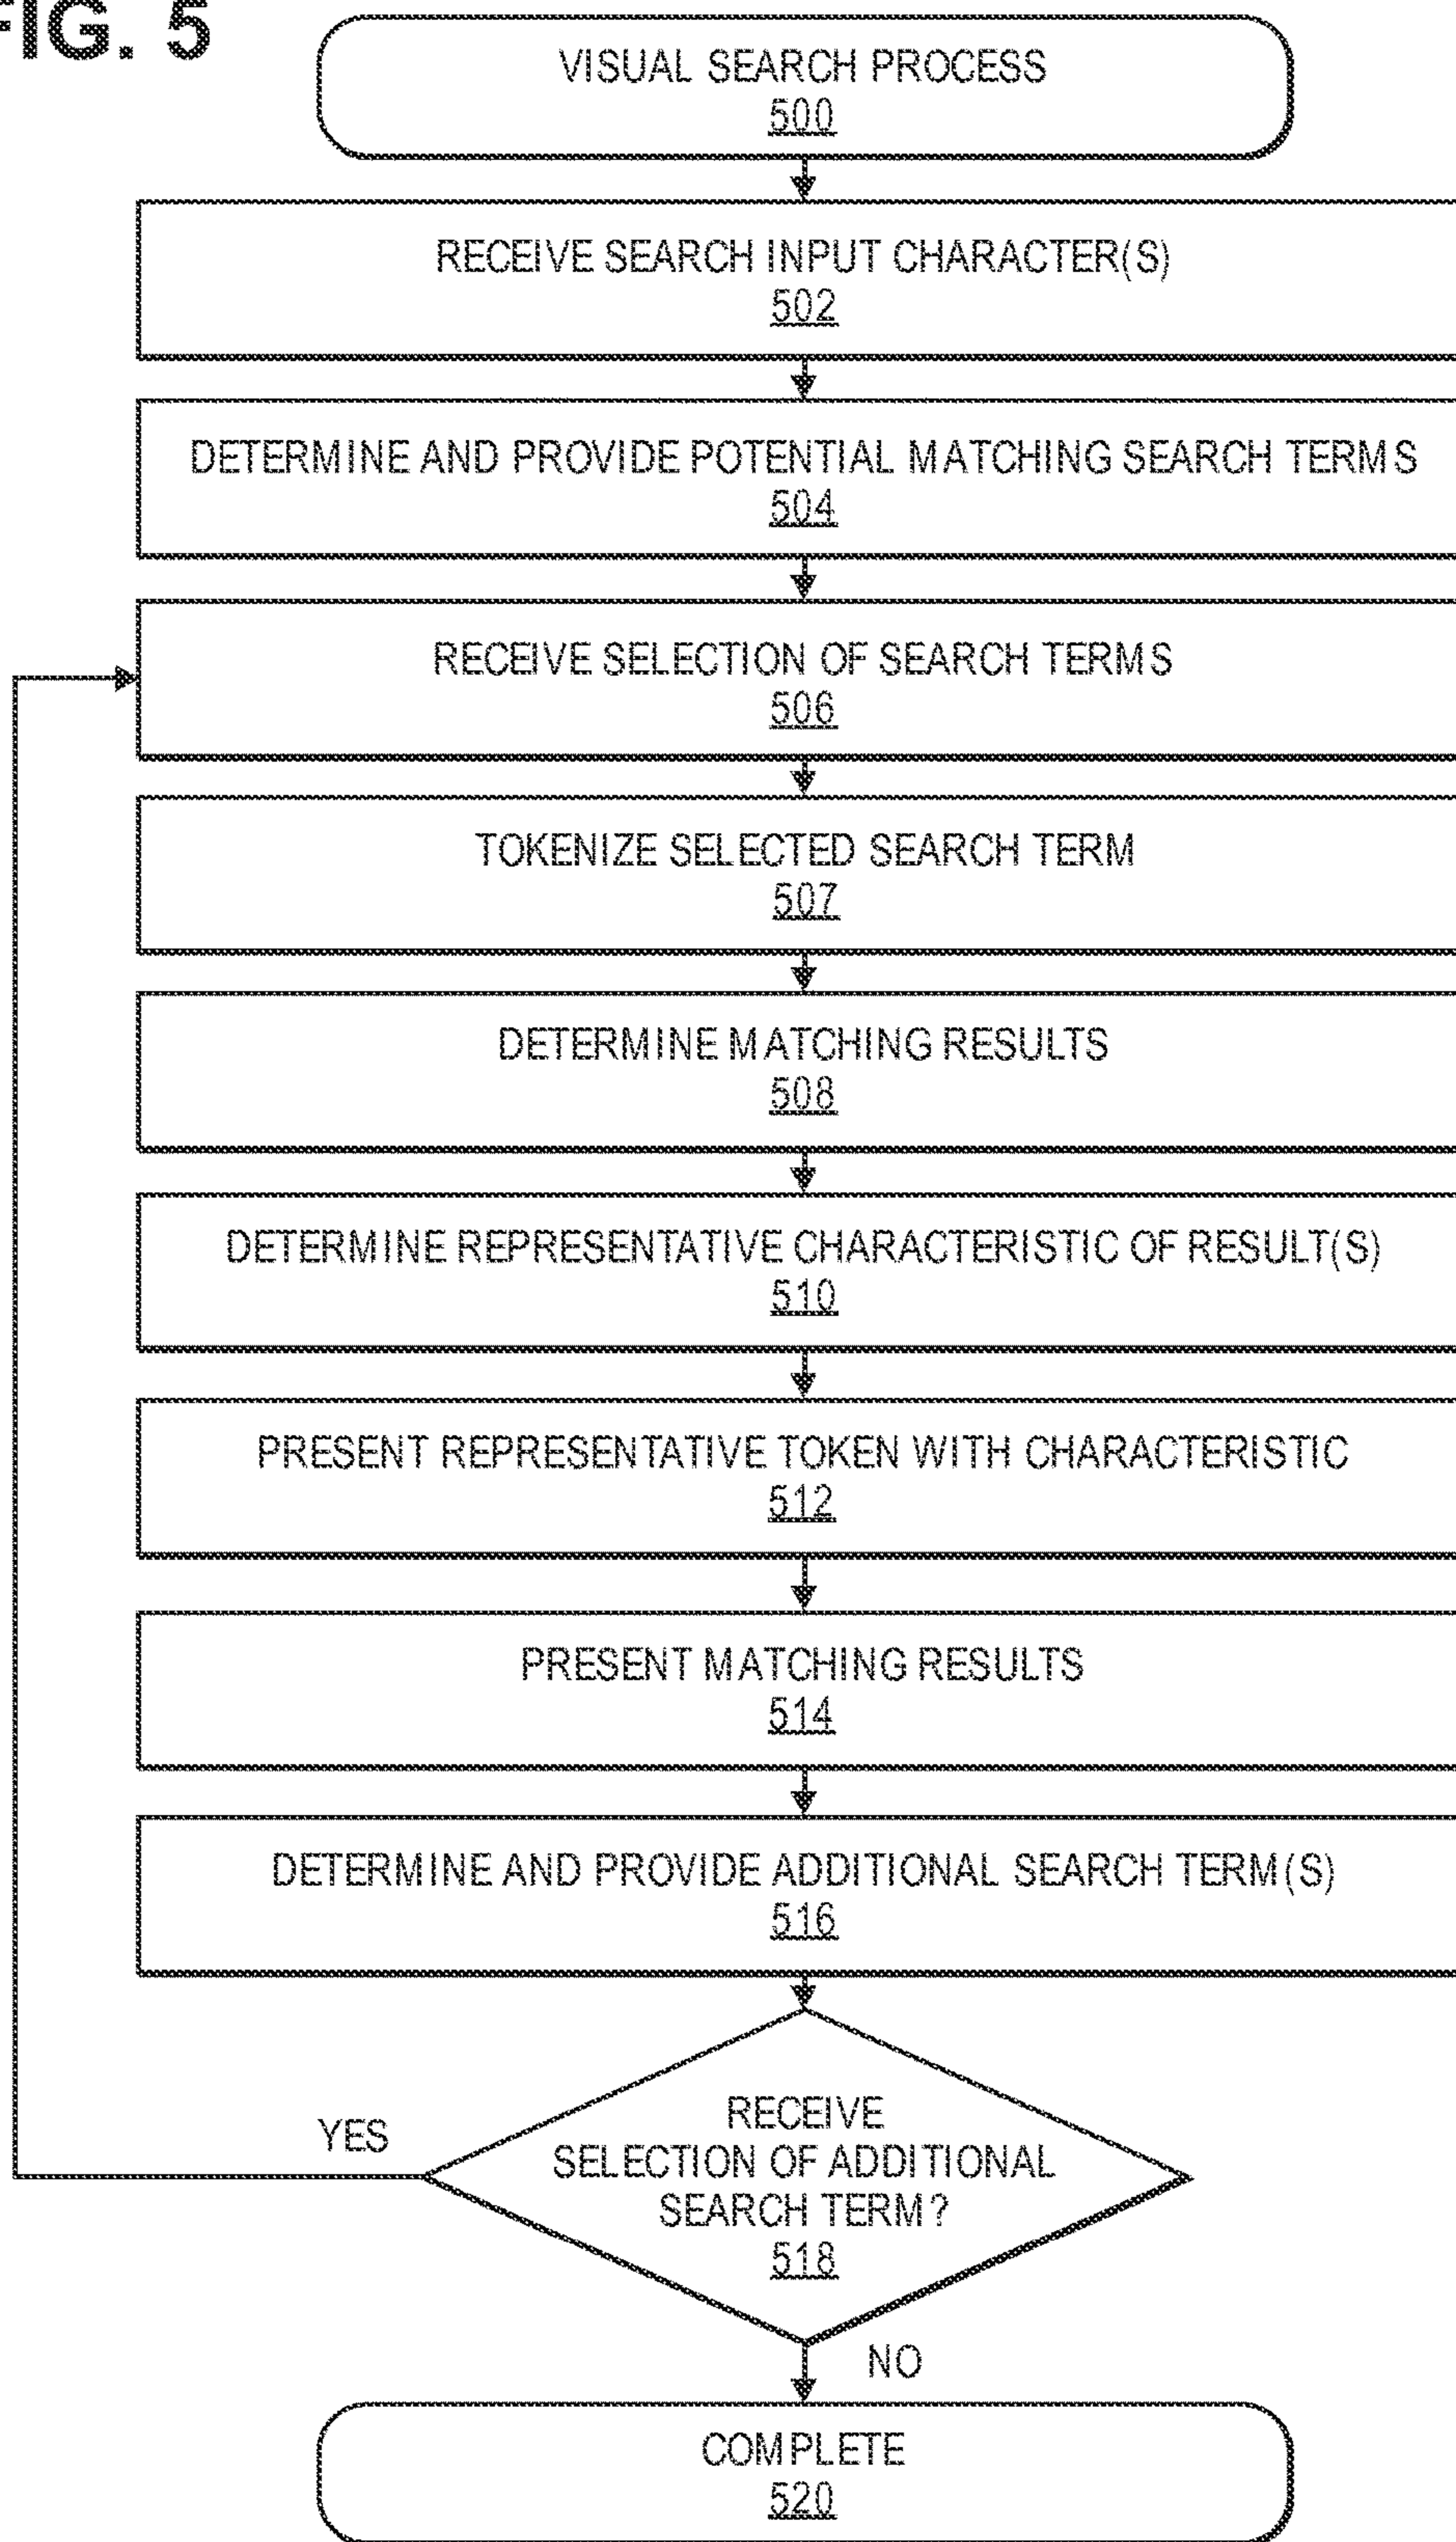 FIG. 5
VISUAL SEARCH PROCESS
500
RECEIVE SEARCH INPUT CHARACTER(S)
502
DETERMINE AND PROVIDE POTENTIAL MATCHING SEARCH TERMS
504
RECEIVE SELECTION OF SEARCH TERMS
506
TOKENIZE SELECTED SEARCH TERM
507
DETERMINE MATCHING RESULTS
508
DETERMINE REPRESENTATIVE CHARACTERISTIC OF RESULT(S)
510
PRESENT REPRESENTATIVE TOKEN WITH CHARACTERISTIC
512
PRESENT MATCHING RESULTS
514
DETERMINE AND PROVIDE ADDITIONAL SEARCH TERM(S)
516
YES
RECEIVE
SELECTION OF ADDITIONAL
SEARCH TERM?
518
NO
COMPLETE
520